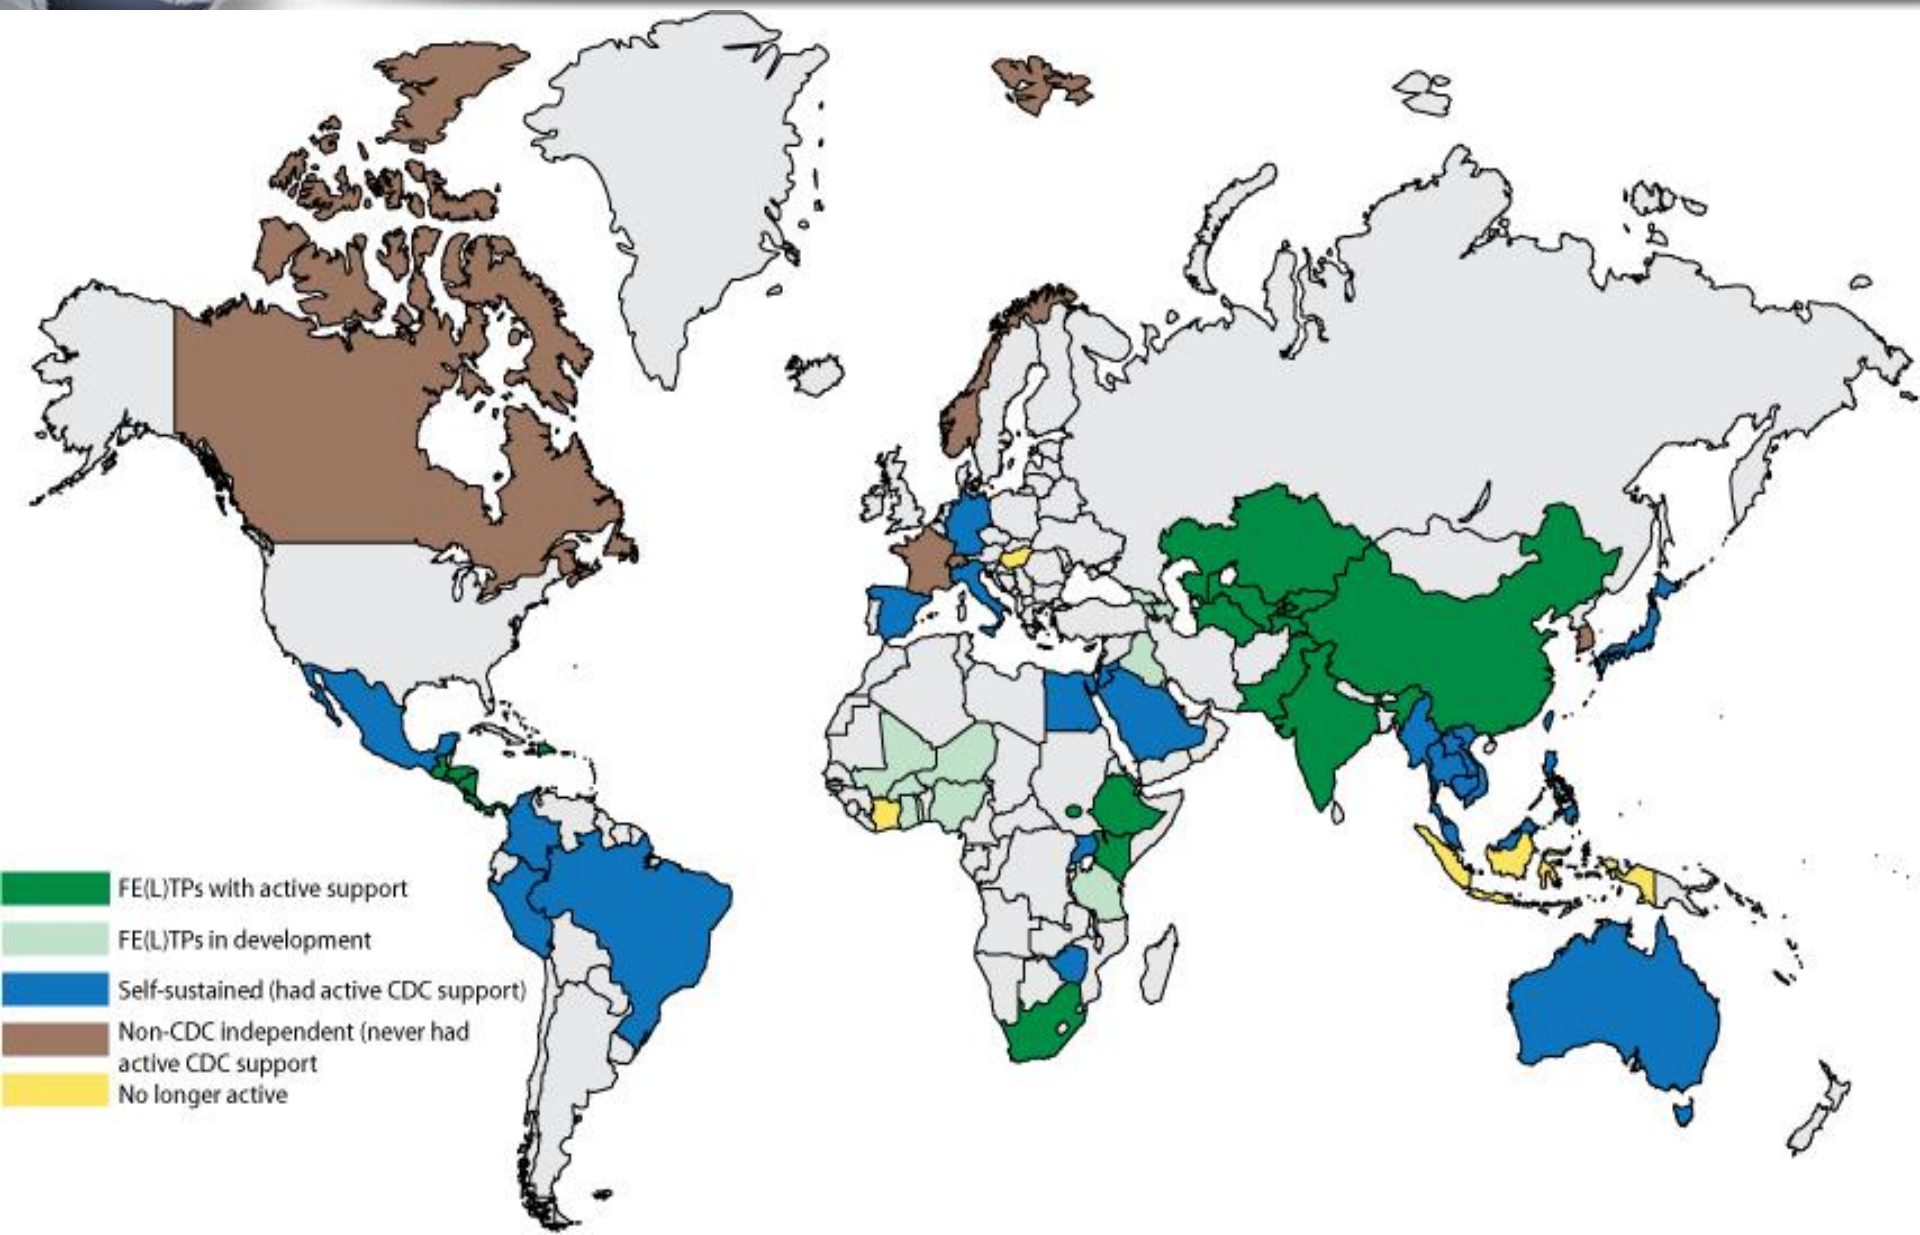 FE(L)TPs with active support
FE(L)TPs in development
Self-sustained (had active CDC support)
Non-CDC independent (never had
active CDC support
No longer active